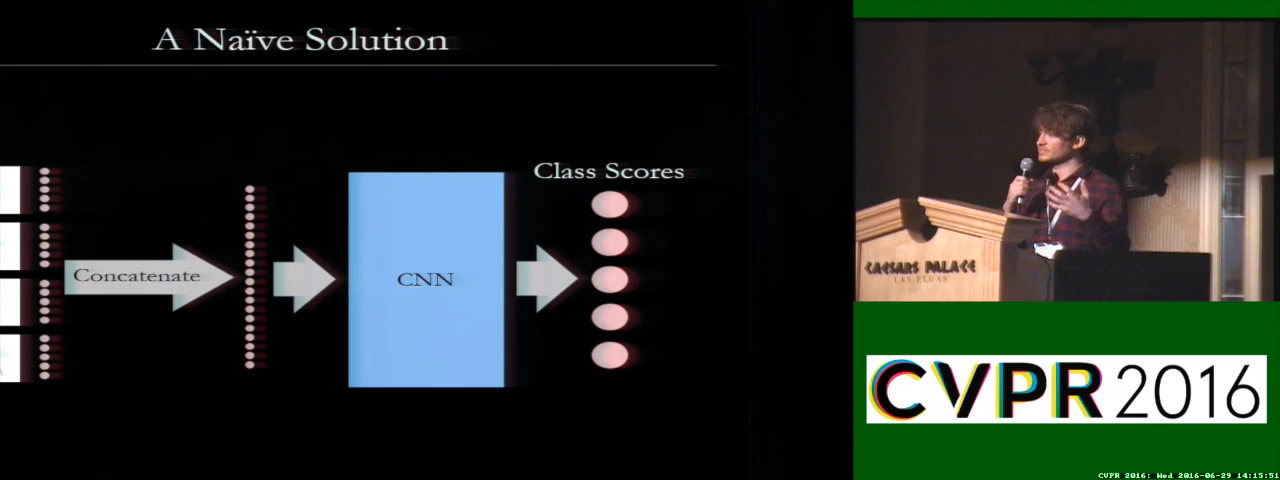 A Naïve Solution
Class Scores
Concatenate
CNN
CAESARS PALACE
LAS VEGAS
CVPR 2016
CVPR 2016: Wed 2016-06-29 14:15:51